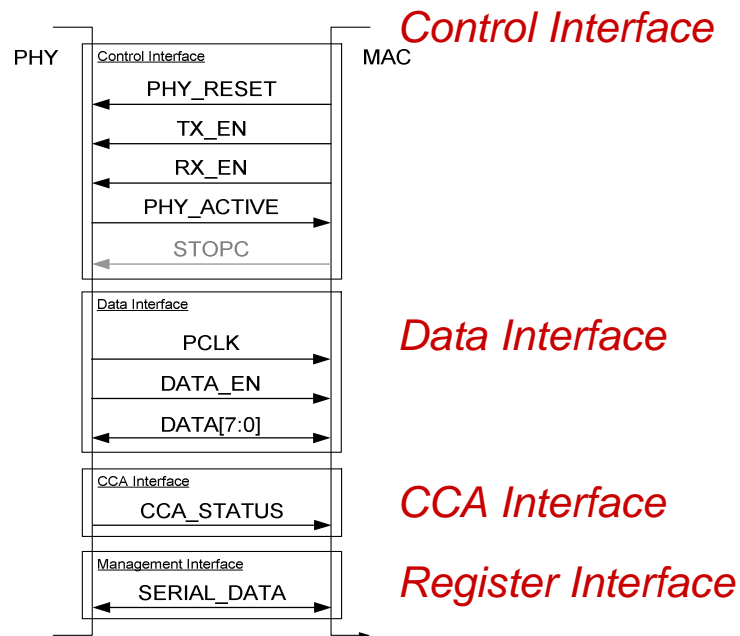 Control Interface
PHY
Control Interface
MAC
PHY_RESET
TX_EN
RX_EN
PHY_ACTIVE
STOPC
Data Interface
Data Interface
PCLK
DATA_EN
DATA[7:0]
CCA Interface
CCA Interface
CCA_STATUS
Management Interface
Register Interface
SERIAL_DATA